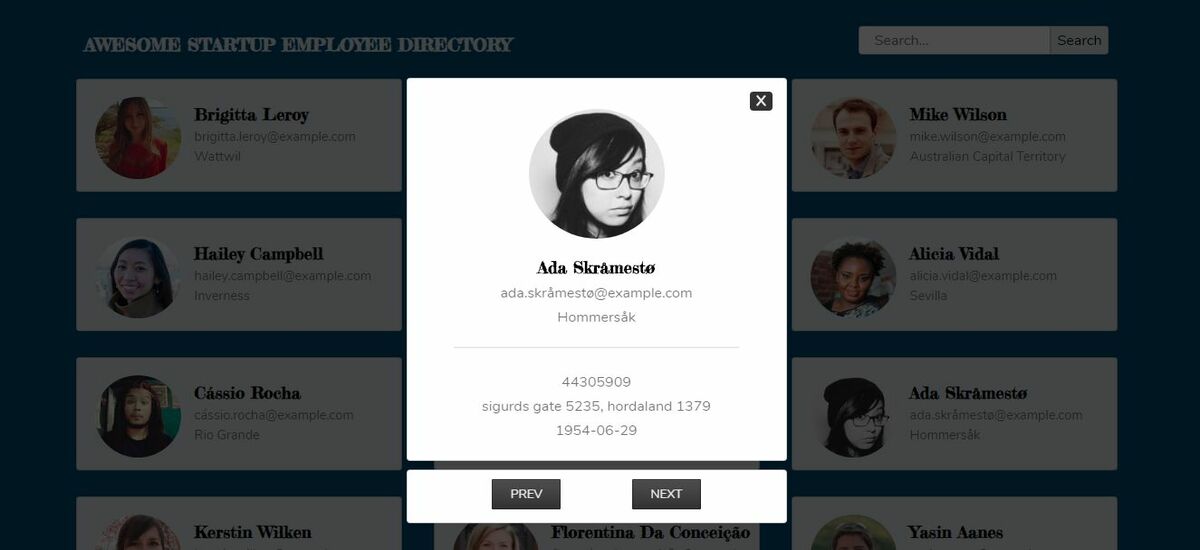 AWESOME STARTUP EMPLOYEE DIRECTORY
Search...
Search
Brigitta Leroy
brigitta.leroy@example.com
Wattwil
Mike Wilson
mike.wilson@example.com
Australian Capital Territory
Hailey Campbell
hailey.campbell@example.com
Inverness
Alicia Vidal
alicia.vidal@example.com
Sevilla
Cássio Rocha
cássio.rocha@example.com
Rio Grande
Ada Skråmestø
ada.skråmestø@example.com
Hommersåk
X
Ada Skråmestø
ada.skråmestø@example.com
Hommersåk
44305909
sigurds gate 5235, hordaland 1379
1954-06-29
PREV
NEXT
Kerstin Wilken
Florentina Da Conceição
Yasin Aanes